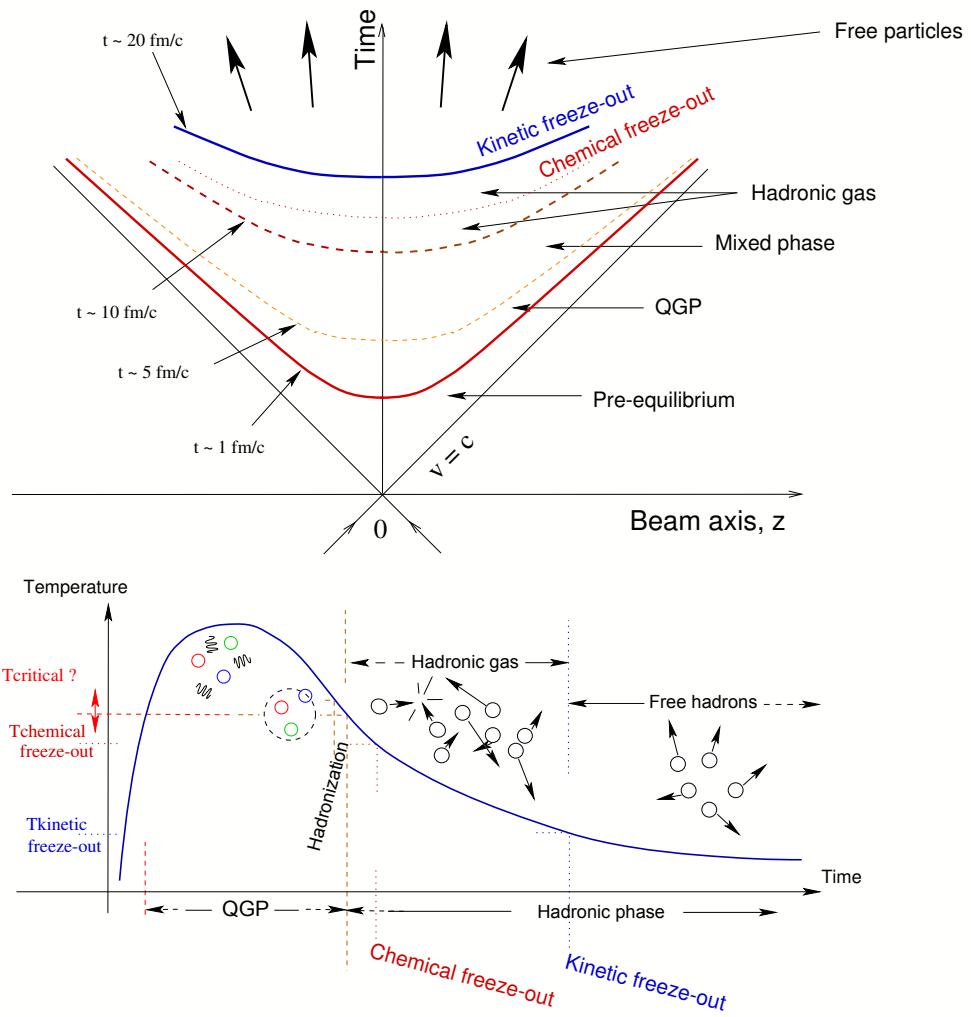 t ~ 20 fm/c
Time
Free particles
Kinetic freeze-out
Chemical freeze-out
Hadronic gas
Mixed phase
QGP
t ~ 10 fm/c
t ~ 5 fm/c
Pre-equilibrium
t ~ 1 fm/c
v = c
0
Beam axis, z
Temperature
Tcritical ?
Hadronic gas
Free hadrons
Tchemical
freeze-out
Hadronization
Tkinetic
freeze-out
Time
QGP
Hadronic phase
Chemical freeze-out
Kinetic freeze-out